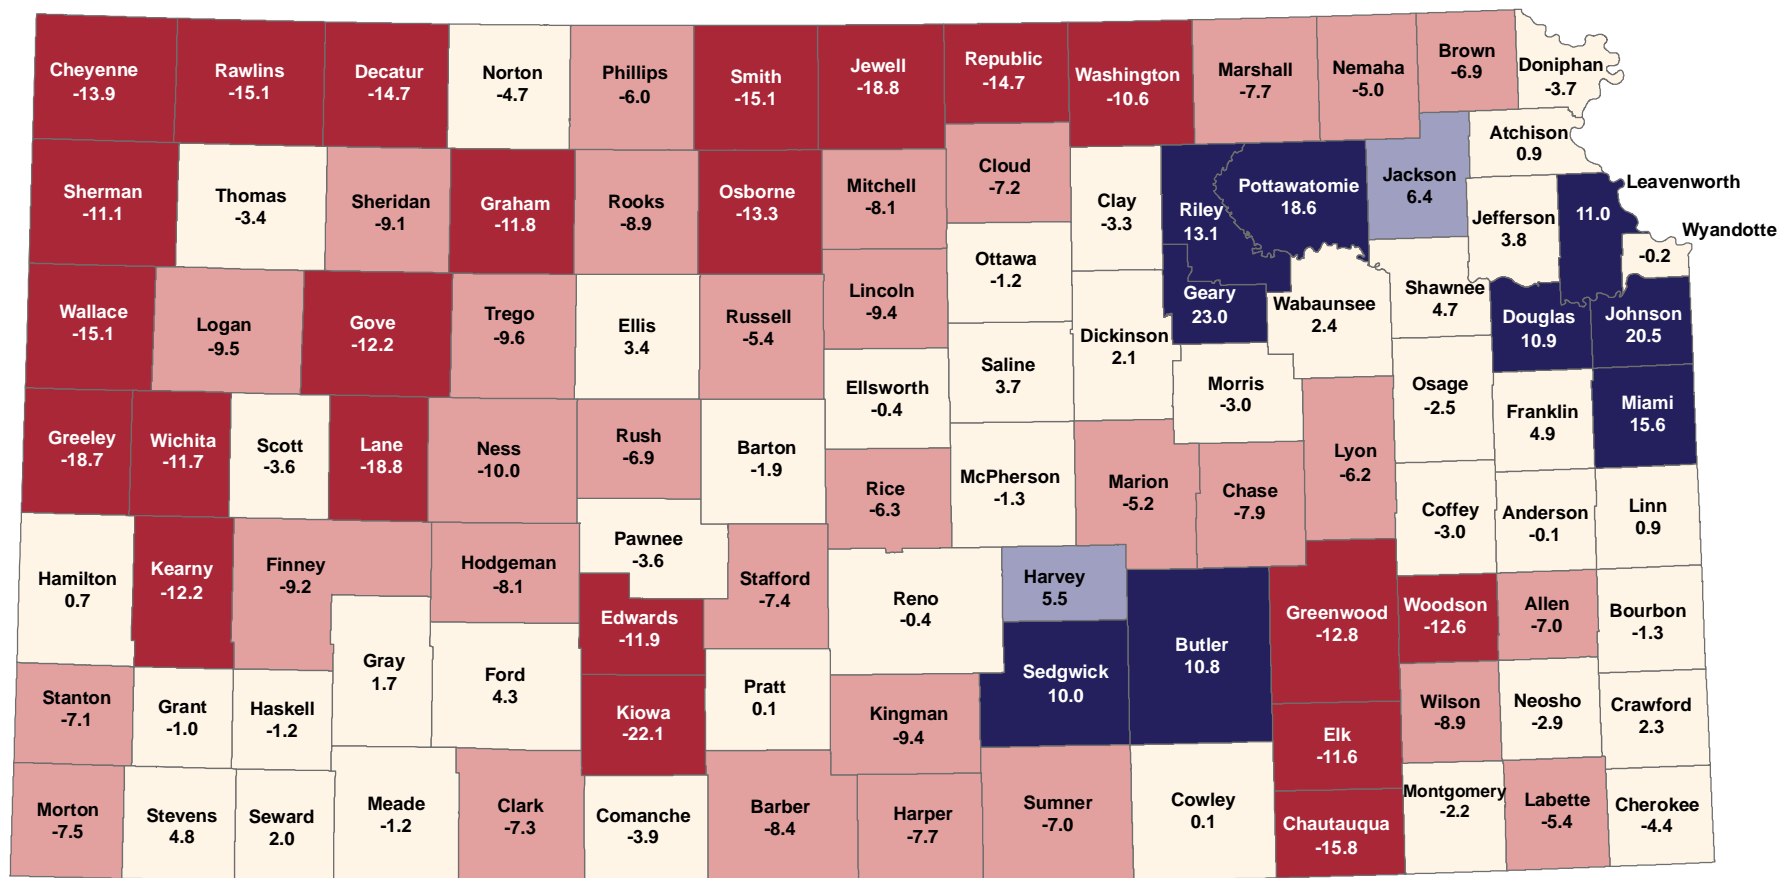 Cheyenne
-13.9
Rawlins
-15.1
Decatur
-14.7
Norton
-4.7
Phillips
-6.0
Smith
-15.1
Jewell
-18.8
Republic
-14.7
Washington
-10.6
Marshall
-7.7
Nemaha
-5.0
Brown
-6.9
Doniphan
-3.7
Atchison
0.9
Sherman
-11.1
Thomas
-3.4
Sheridan
-9.1
Graham
-11.8
Rooks
-8.9
Osborne
-13.3
Mitchell
-8.1
Cloud
-7.2
Clay
-3.3
Riley
13.1
Pottawatomie
18.6
Jackson
6.4
Jefferson
3.8
Leavenworth
11.0
Wyandotte
-0.2
Wallace
-15.1
Logan
-9.5
Gove
-12.2
Trego
-9.6
Ellis
3.4
Russell
-5.4
Lincoln
-9.4
Ottawa
-1.2
Dickinson
2.1
Geary
23.0
Wabaunsee
2.4
Shawnee
4.7
Douglas
10.9
Johnson
20.5
Ellsworth
-0.4
Saline
3.7
Morris
-3.0
Osage
-2.5
Franklin
4.9
Miami
15.6
Greeley
-18.7
Wichita
-11.7
Scott
-3.6
Lane
-18.8
Ness
-10.0
Rush
-6.9
Barton
-1.9
Rice
-6.3
McPherson
-1.3
Marion
-5.2
Chase
-7.9
Lyon
-6.2
Coffey
-3.0
Anderson
-0.1
Linn
0.9
Hamilton
0.7
Kearny
-12.2
Finney
-9.2
Hodgeman
-8.1
Pawnee
-3.6
Stafford
-7.4
Edwards
-11.9
Reno
-0.4
Harvey
5.5
Butler
10.8
Greenwood
-12.8
Woodson
-12.6
Allen
-7.0
Bourbon
-1.3
Gray
1.7
Ford
4.3
Kiowa
-22.1
Pratt
0.1
Kingman
-9.4
Sedgwick
10.0
Elk
-11.6
Wilson
-8.9
Neosho
-2.9
Crawford
2.3
Stanton
-7.1
Grant
-1.0
Haskell
-1.2
Morton
-7.5
Stevens
4.8
Seward
2.0
Meade
-1.2
Clark
-7.3
Comanche
-3.9
Barber
-8.4
Harper
-7.7
Sumner
-7.0
Cowley
0.1
Chautauqua
-15.8
Montgomery
-2.2
Labette
-5.4
Cherokee
-4.4